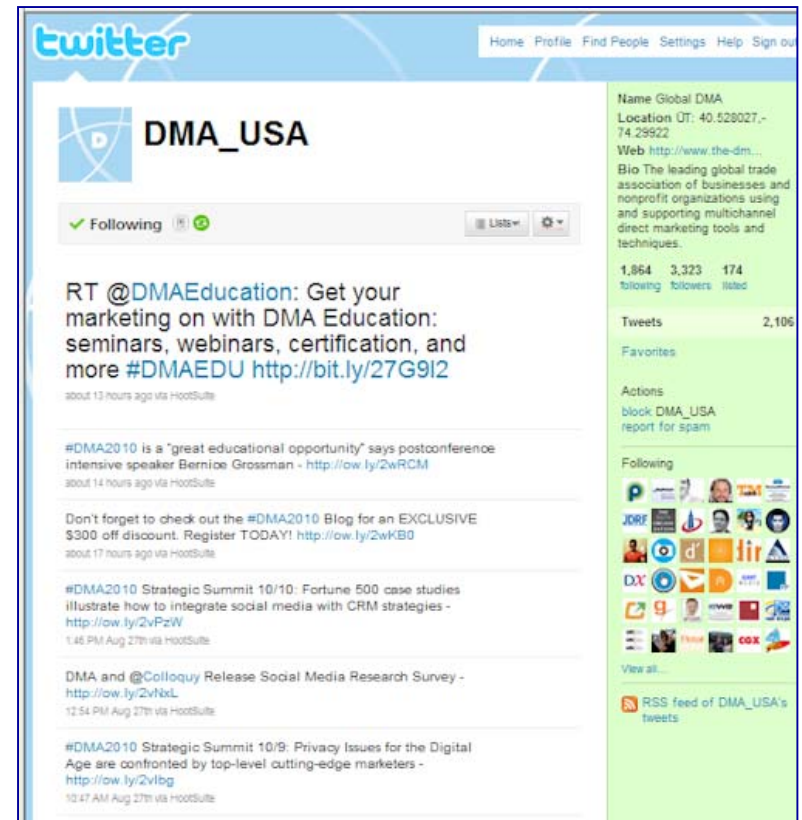 twitter
Home Profile Find People Settings Help Sign out
DMA_USA
Following
Lists
RT @DMAEducation: Get your
marketing on with DMA Education:
seminars, webinars, certification, and
more #DMAEDU http://bit.ly/27G9I2
about 13 hours ago via HootSuite
#DMA2010 is a "great educational opportunity" says postconference
intensive speaker Bernice Grossman - http://ow.ly/2wRCM
about 14 hours ago via HootSuite
Don't forget to check out the #DMA2010 Blog for an EXCLUSIVE
$300 off discount. Register TODAY! http://ow.ly/2wKB0
about 17 hours ago via HootSuite
#DMA2010 Strategic Summit 10/10: Fortune 500 case studies
illustrate how to integrate social media with CRM strategies -
http://ow.ly/2vPzW
1:46 PM Aug 27th via HootSuite
DMA and @Colloquy Release Social Media Research Survey -
http://ow.ly/2vNxL
12:54 PM Aug 27th via HootSuite
#DMA2010 Strategic Summit 10/9: Privacy Issues for the Digital
Age are confronted by top-level cutting-edge marketers -
http://ow.ly/2vIbg
10:47 AM Aug 27th via HootSuite
Name Global DMA
Location ÜT: 40.528027,-
74.29922
Web http://www.the-dm...
Bio The leading global trade
association of businesses and
nonprofit organizations using
and supporting multichannel
direct marketing tools and
techniques.
1,864 3,323 174
following followers listed
Tweets 2,106
Favorites
Actions
block DMA_USA
report for spam
Following
JDRF
DX
cox
View all...
RSS feed of DMA_USA's
tweets